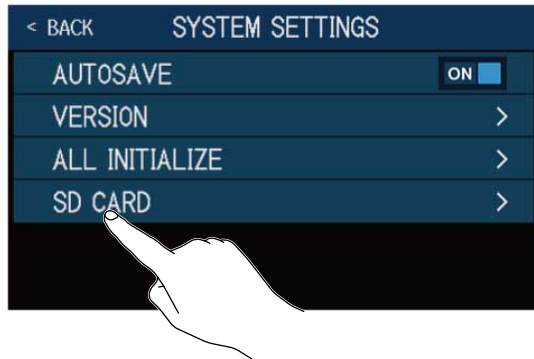 < BACK SYSTEM SETTINGS
AUTOSAVE ON
VERSION >
ALL INITIALIZE >
SD CARD >